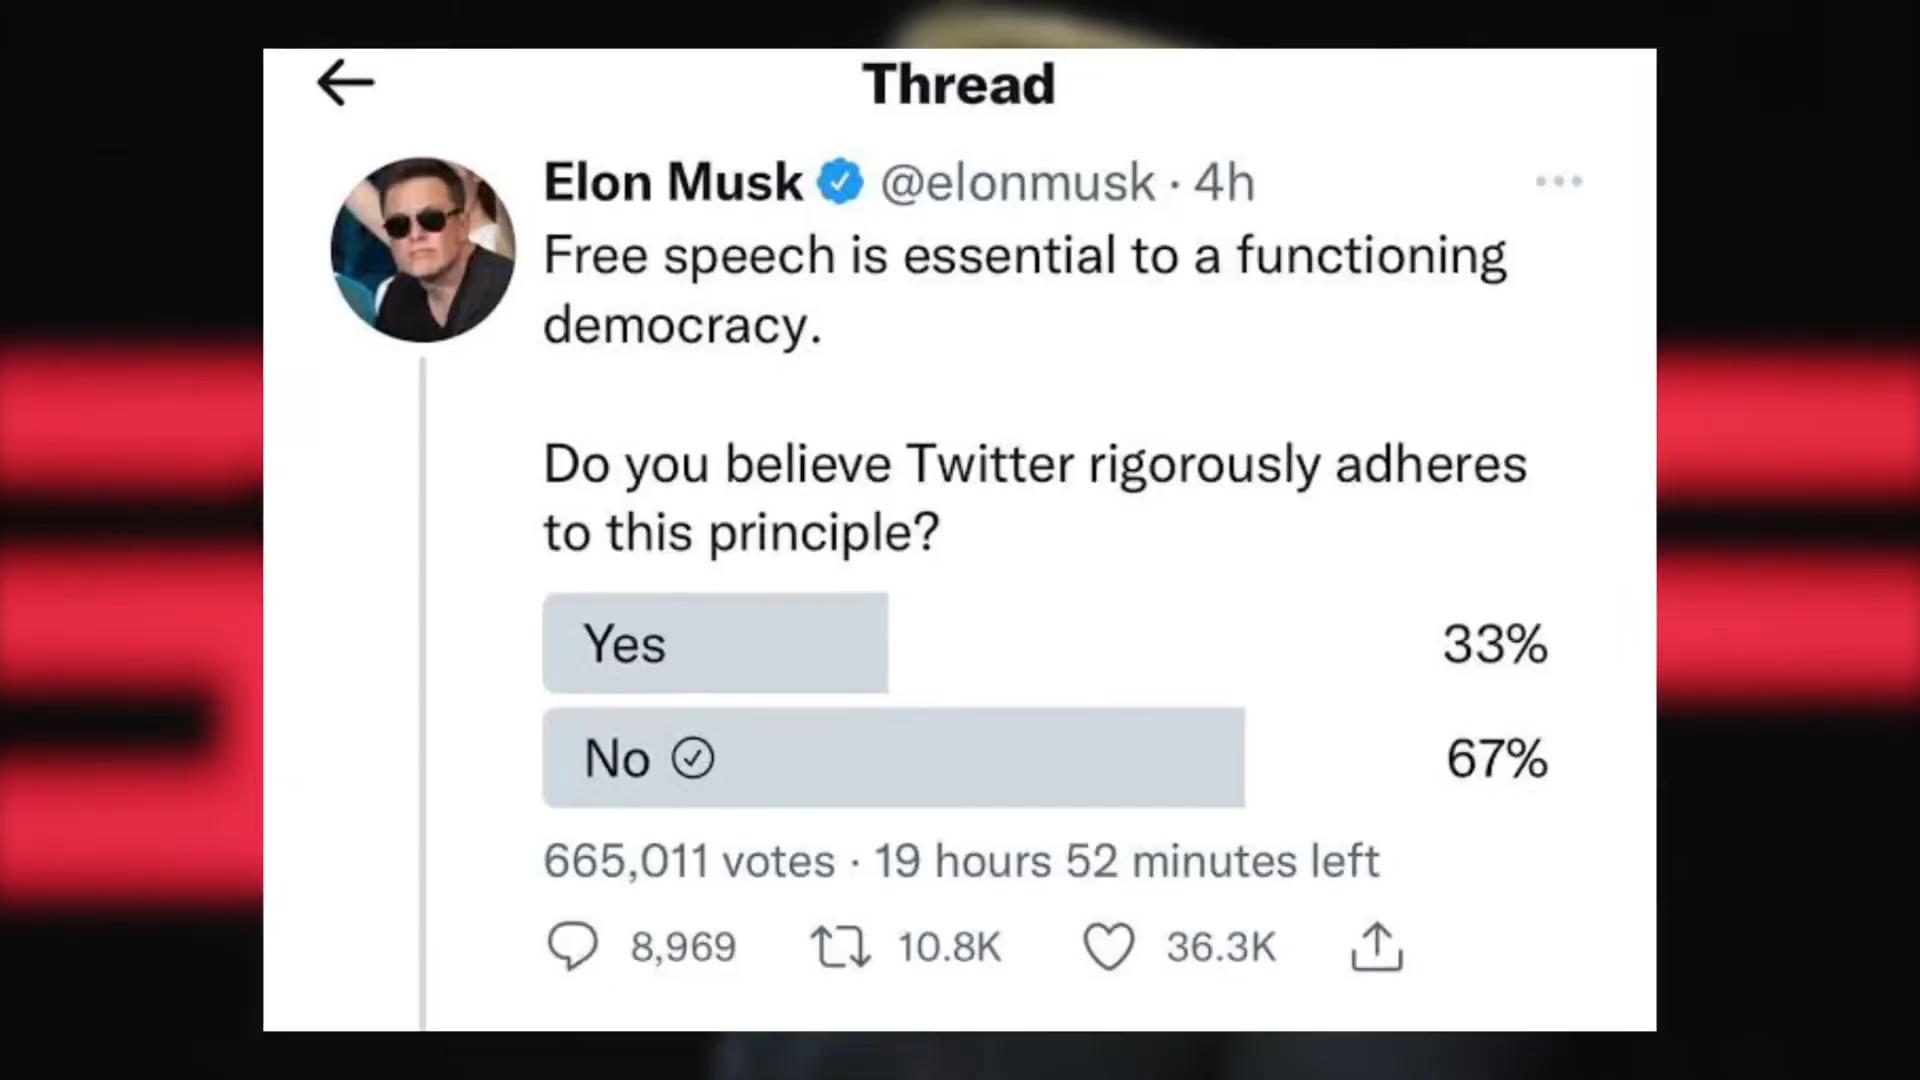 Thread
Elon Musk @elonmusk · 4h
Free speech is essential to a functioning
democracy.
Do you believe Twitter rigorously adheres
to this principle?
Yes 33%
No 67%
665,011 votes · 19 hours 52 minutes left
8,969 10.8K 36.3K